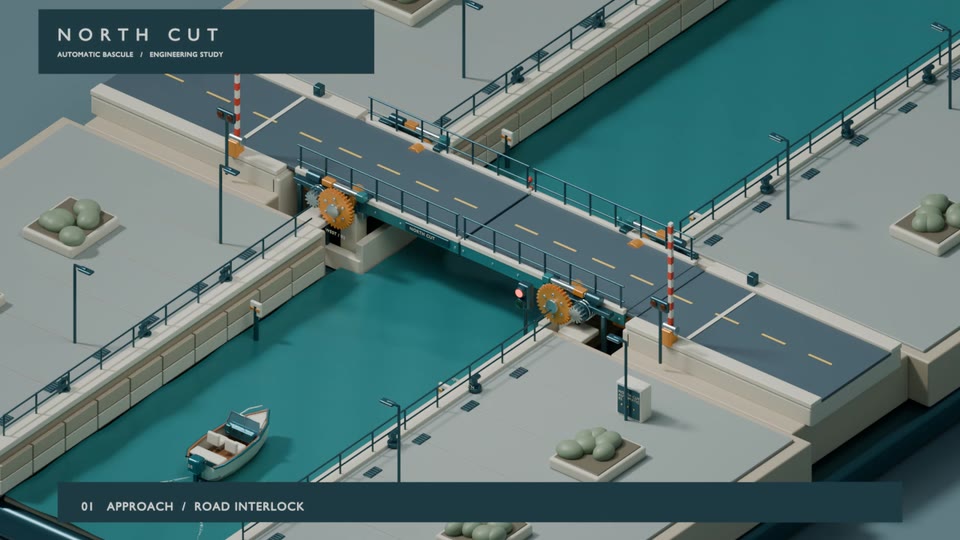 NORTH CUT
AUTOMATIC BASCULE / ENGINEERING STUDY
NORTH CUT
01 APPROACH / ROAD INTERLOCK